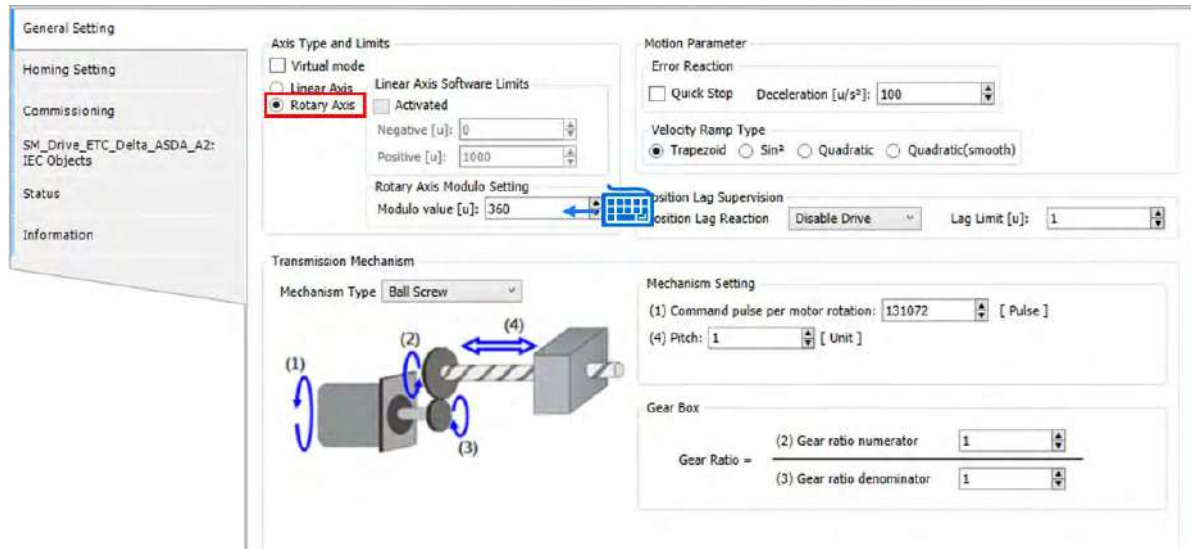 General Setting
Homing Setting
Commissioning
SM_Drive_ETC_Delta_ASDA_A2:
IEC Objects
Status
Information
Axis Type and Limits
Virtual mode
Linear Axis
Rotary Axis
Linear Axis Software Limits
Activated
Negative [u]: 0
Positive [u]: 1000
Rotary Axis Modulo Setting
Modulo value [u]: 360
Motion Parameter
Error Reaction
Quick Stop Deceleration [u/s²]: 100
Velocity Ramp Type
Trapezoid Sin² Quadratic Quadratic(smooth)
osition Lag Supervision
osition Lag Reaction Disable Drive Lag Limit [u]: 1
Transmission Mechanism
Mechanism Type Ball Screw
(1)
(2)
(4)
(3)
Mechanism Setting
(1) Command pulse per motor rotation: 131072 [ Pulse ]
(4) Pitch: 1 [ Unit ]
Gear Box
Gear Ratio =
(2) Gear ratio numerator 1
(3) Gear ratio denominator 1